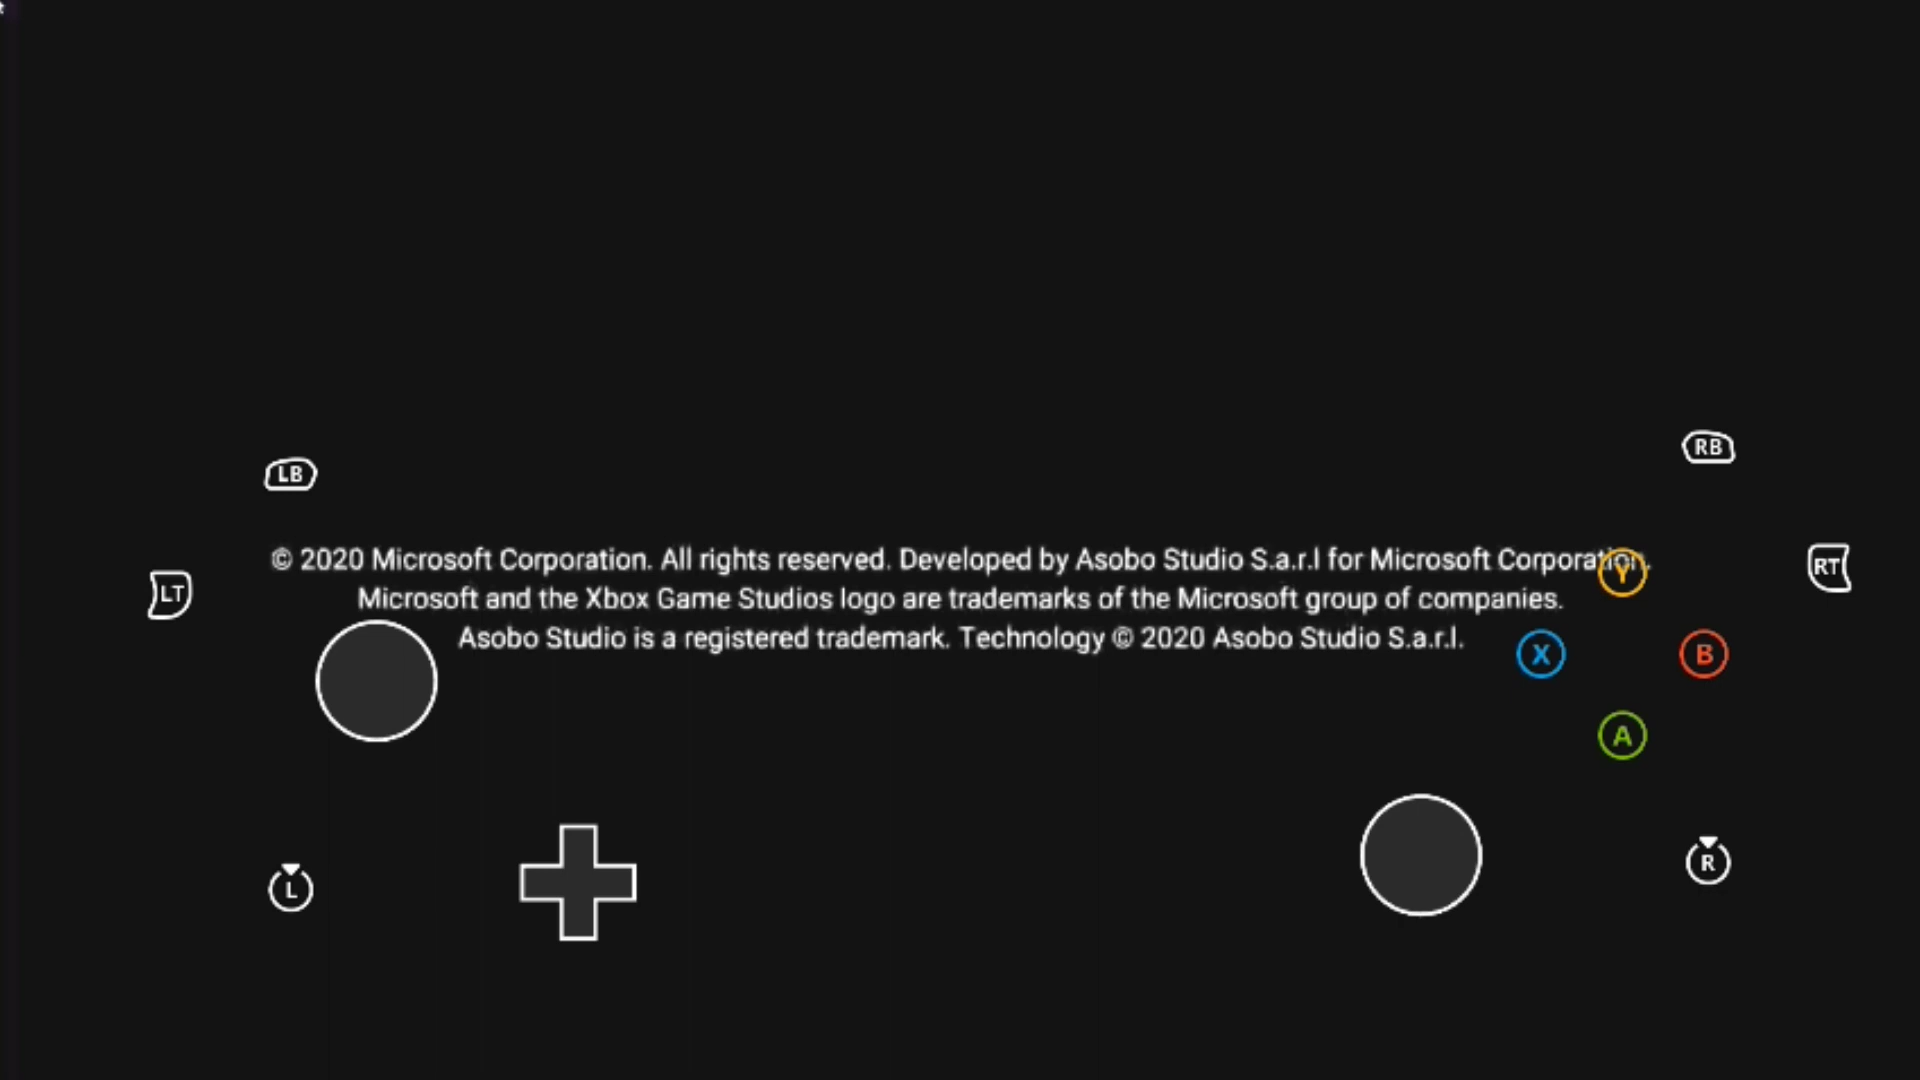 RB
LB
© 2020 Microsoft Corporation. All rights reserved. Developed by Asobo Studio S.a.r.l for Microsoft Corporation.
Y
RT
LT
Microsoft and the Xbox Game Studios logo are trademarks of the Microsoft group of companies.
Asobo Studio is a registered trademark. Technology © 2020 Asobo Studio S.a.r.l.
X
B
A
L
R